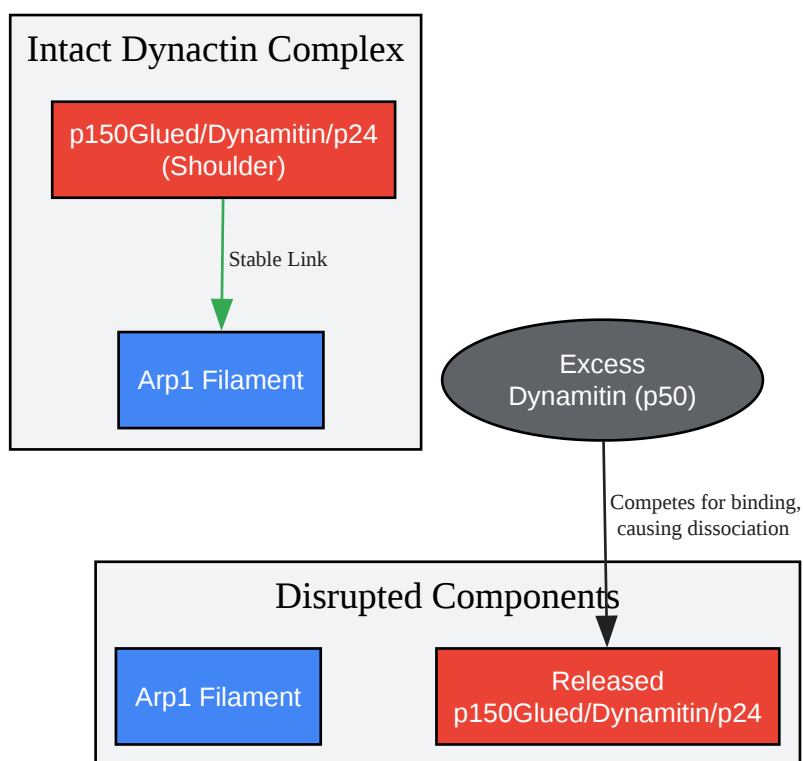 Intact Dynactin Complex
p150Glued/Dynamitin/p24
(Shoulder)
Stable Link
Arp1 Filament
Excess
Dynamitin (p50)
Competes for binding,
causing dissociation
Disrupted Components
Arp1 Filament
Released
p150Glued/Dynamitin/p24